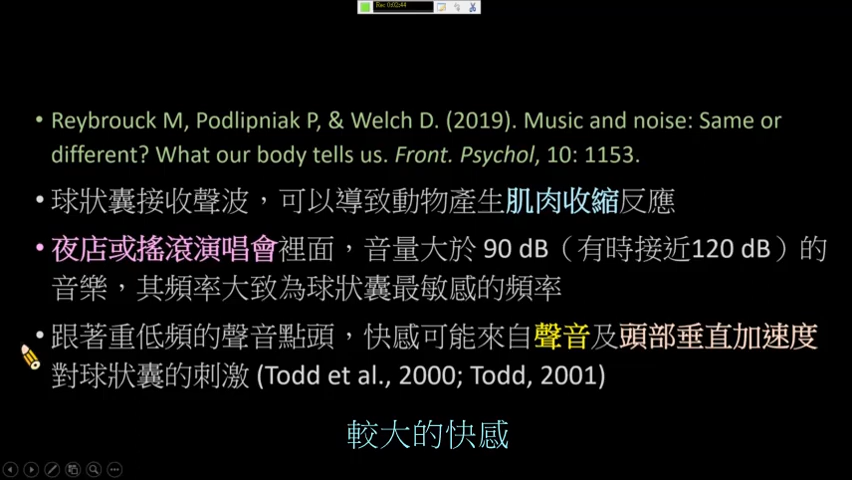 Rec 0:02:44
• Reybrouck M, Podlipniak P, & Welch D. (2019). Music and noise: Same or
different? What our body tells us. Front. Psychol, 10: 1153.
• 球狀囊接收聲波，可以導致動物產生肌肉收縮反應
• 夜店或搖滾演唱會裡面，音量大於 90 dB（有時接近120 dB）的
音樂，其頻率大致為球狀囊最敏感的頻率
• 跟著重低頻的聲音點頭，快感可能來自聲音及頭部垂直加速度
對球狀囊的刺激 (Todd et al., 2000; Todd, 2001)
較大的快感